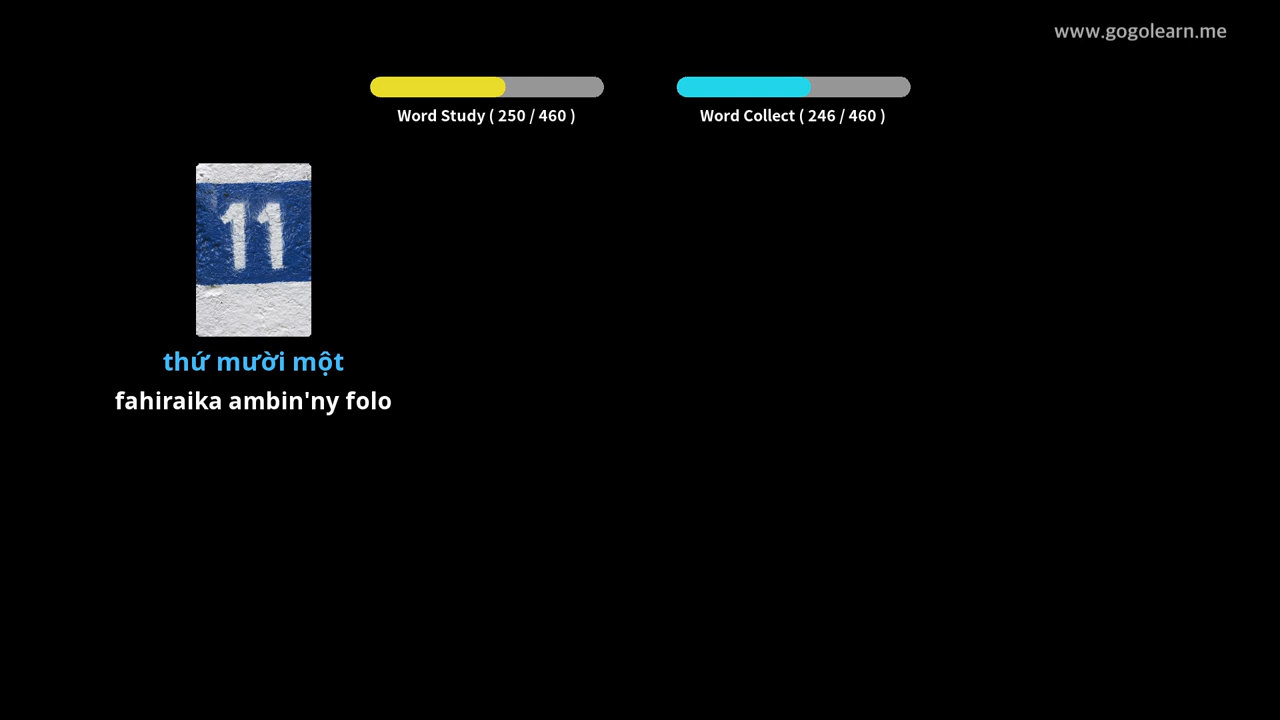 www.gogolearn.me
Word Study ( 250 / 460 )
Word Collect ( 246 / 460 )
11
thứ mười một
fahiraika ambin'ny folo